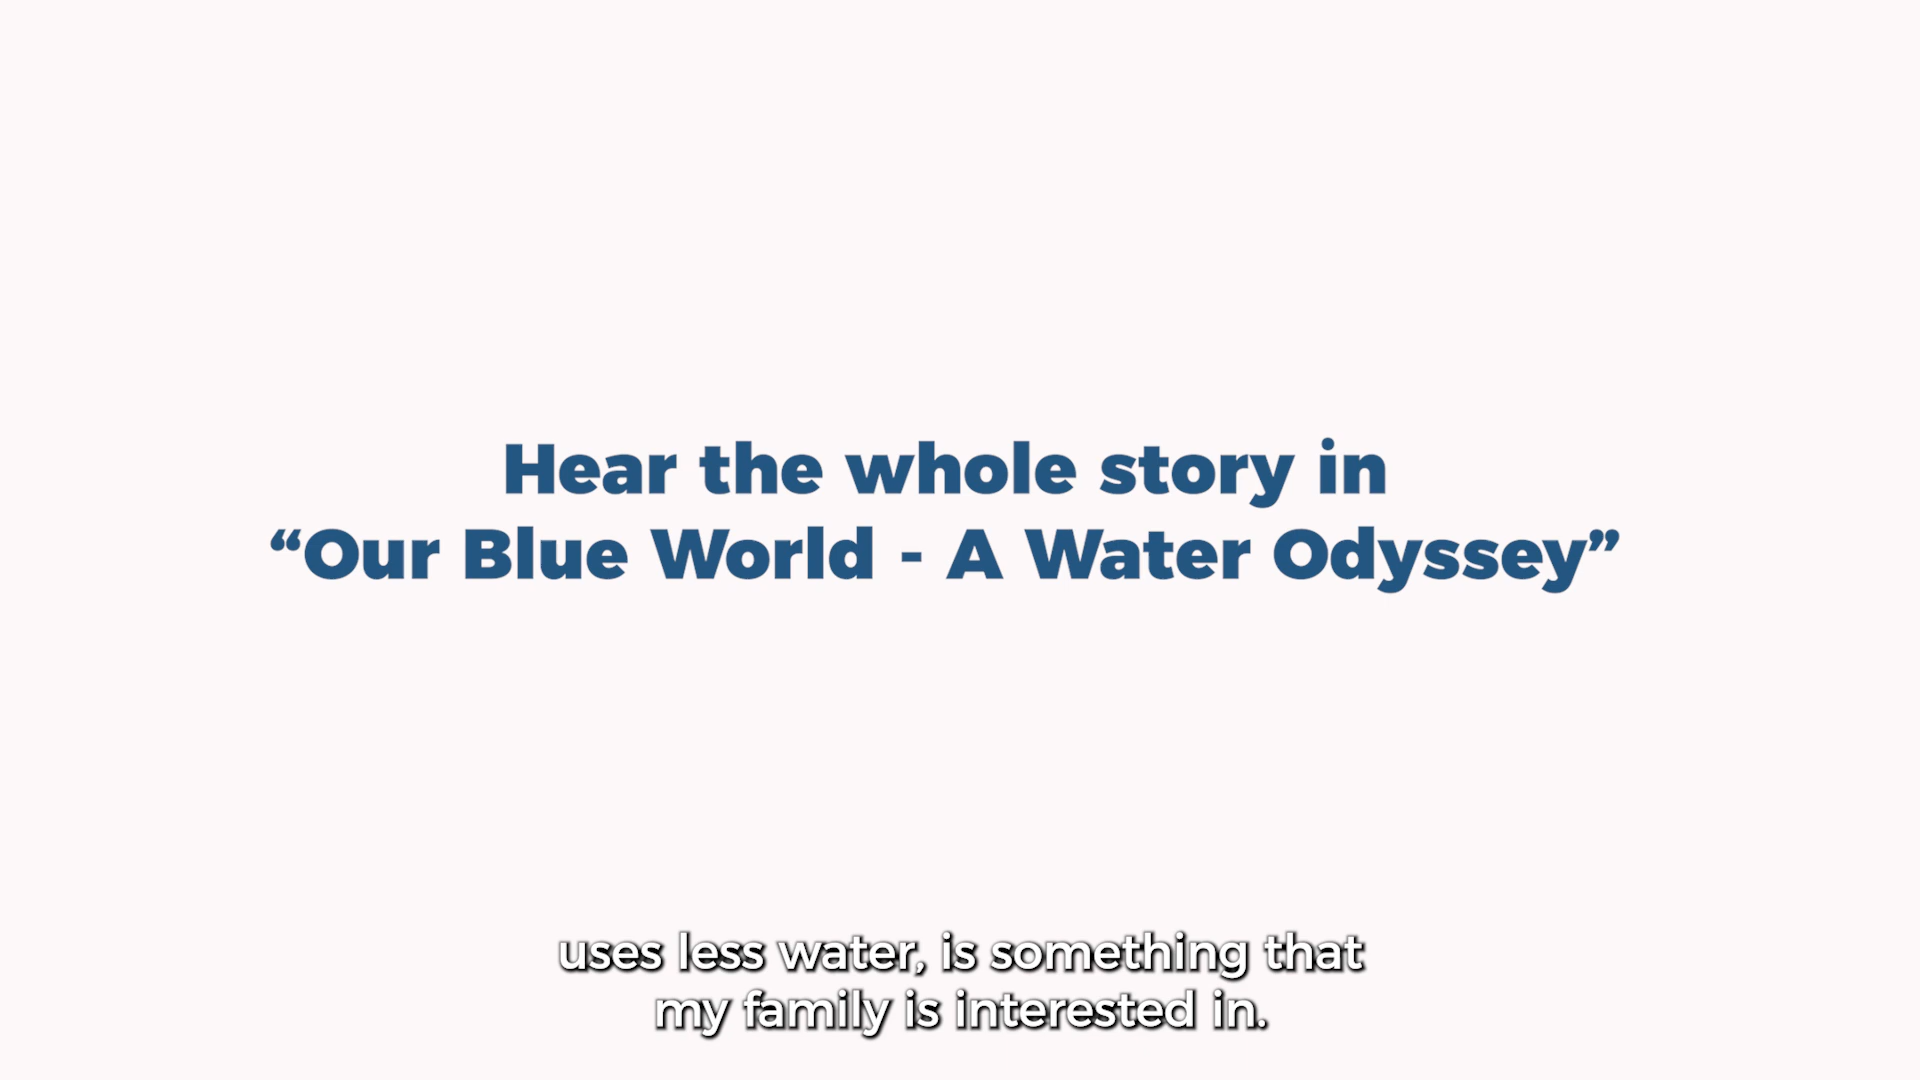 Hear the whole story in
“Our Blue World - A Water Odyssey”
uses less water, is something that
my family is interested in.